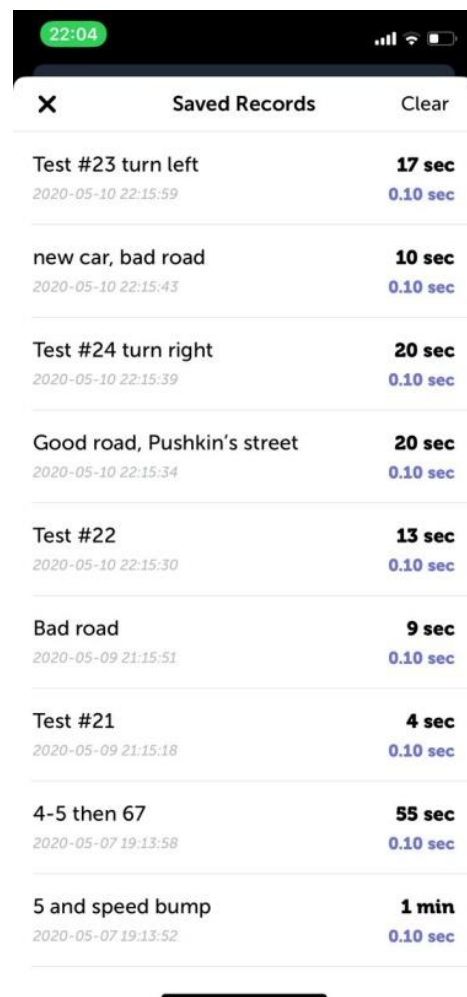 22:04
Saved Records Clear
Test #23 turn left 17 sec
2020-05-10 22:15:59 0.10 sec
new car, bad road 10 sec
2020-05-10 22:15:43 0.10 sec
Test #24 turn right 20 sec
2020-05-10 22:15:39 0.10 sec
Good road, Pushkin's street 20 sec
2020-05-10 22:15:34 0.10 sec
Test #22 13 sec
2020-05-10 22:15:30 0.10 sec
Bad road 9 sec
2020-05-09 21:15:51 0.10 sec
Test #21 4 sec
2020-05-09 21:15:18 0.10 sec
4-5 then 67 55 sec
2020-05-07 19:13:58 0.10 sec
5 and speed bump 1 min
2020-05-07 19:13:52 0.10 sec